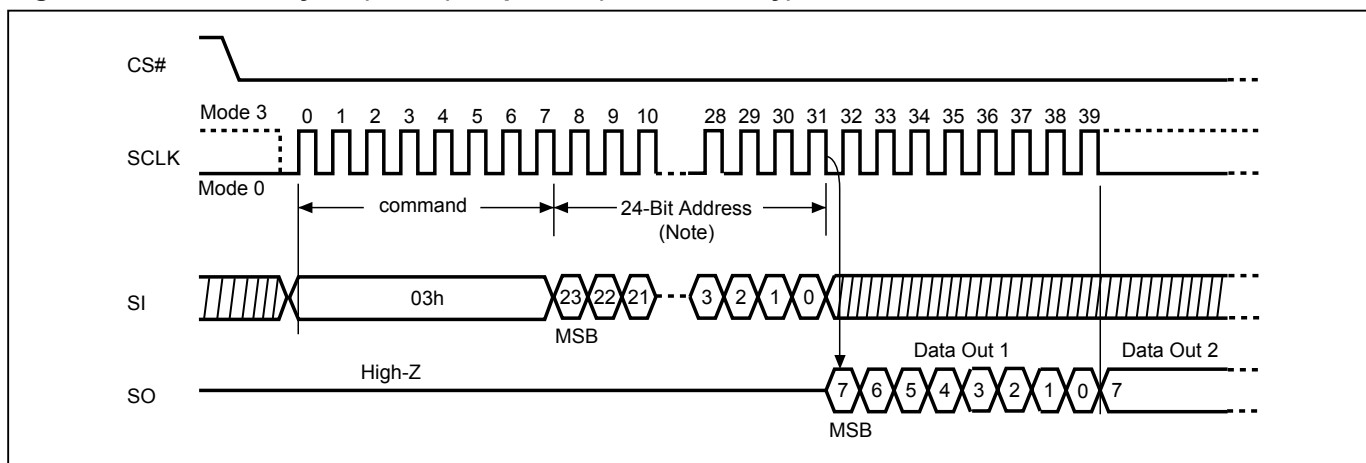 CS#
Mode 3
0 1 2 3 4 5 6 7 8 9 10 28 29 30 31 32 33 34 35 36 37 38 39
SCLK
Mode 0
command
24-Bit Address
(Note)
SI
03h
23 22 21 3 2 1 0
MSB
Data Out 1
Data Out 2
High-Z
SO
7 6 5 4 3 2 1 0 7
MSB